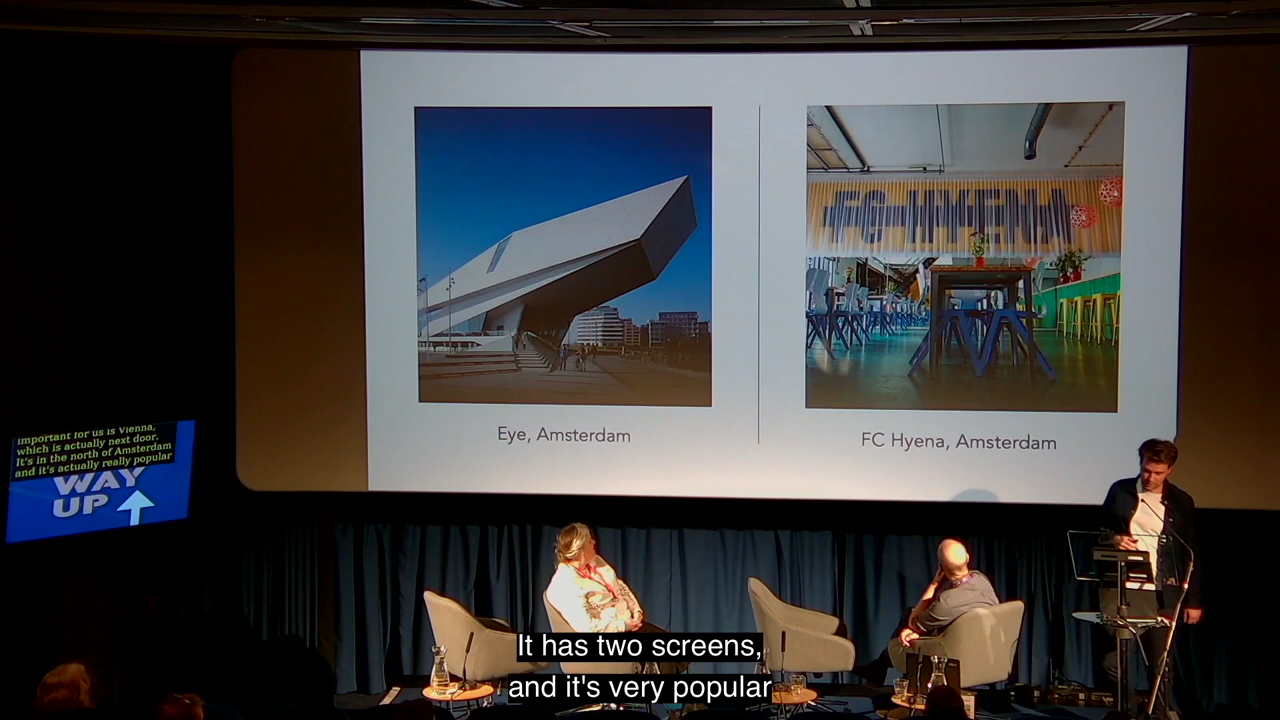 FC HYENA
Eye, Amsterdam
FC Hyena, Amsterdam
important for us is Vienna,
which is actually next door.
It's in the north of Amsterdam
and it's actually really popular
WAY
UP
It has two screens,
and it's very popular